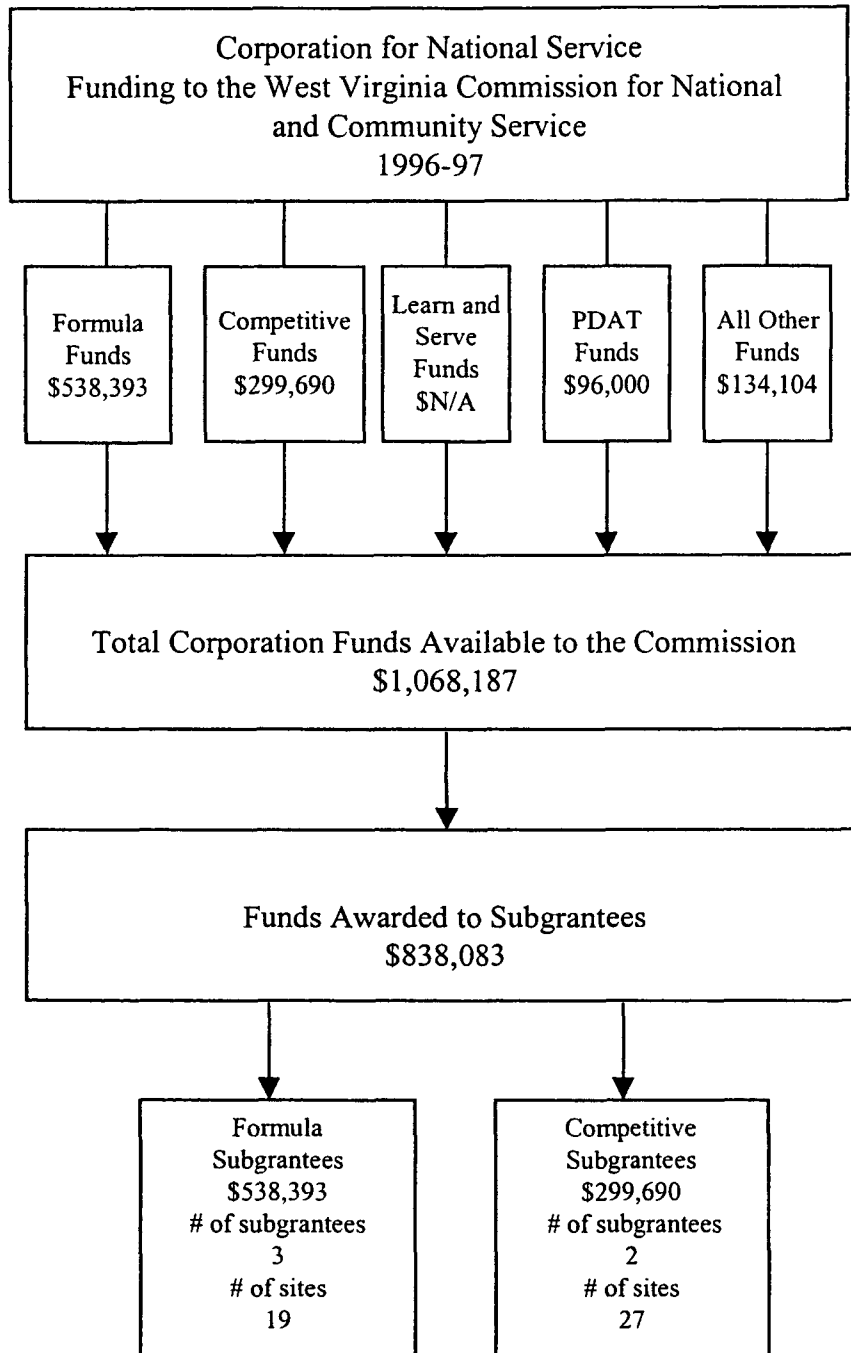 Corporation for National Service
Funding to the West Virginia Commission for National
and Community Service
1996-97
Formula
Funds
$538,393
Competitive
Funds
$299,690
Learn and
Serve
Funds
$N/A
PDAT
Funds
$96,000
All Other
Funds
$134,104
Total Corporation Funds Available to the Commission
$1,068,187
Funds Awarded to Subgrantees
$838,083
Formula
Subgrantees
$538,393
# of subgrantees
3
# of sites
19
Competitive
Subgrantees
$299,690
# of subgrantees
2
# of sites
27